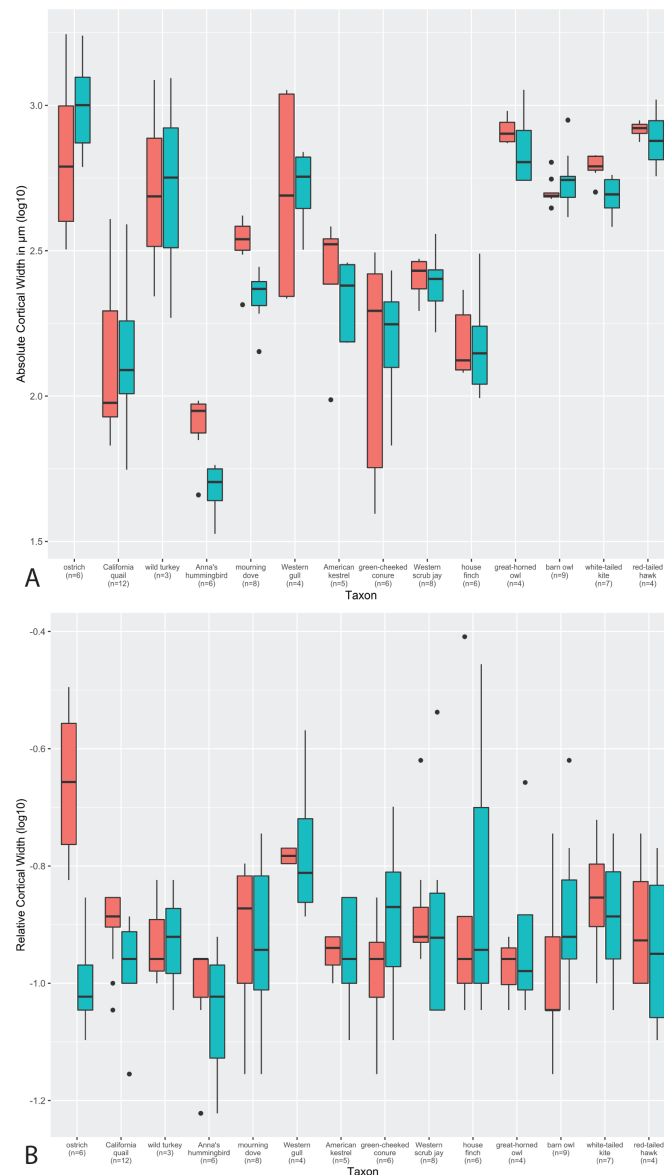 Absolute Cortical Width in µm (log10)
3.0
2.5
2.0
1.5
ostrich
(n=6)
California
quail
(n=12)
wild turkey
(n=3)
Anna's
hummingbird
(n=6)
mourning
dove
(n=8)
Western
gull
(n=4)
American
kestrel
(n=5)
green-cheeked
conure
(n=6)
Western
scrub jay
(n=8)
house
finch
(n=6)
great-horned
owl
(n=4)
barn owl
(n=9)
white-tailed
kite
(n=7)
red-tailed
hawk
(n=4)
A
Taxon
Relative Cortical Width (log10)
-0.4
-0.6
-0.8
-1.0
-1.2
ostrich
(n=6)
California
quail
(n=12)
wild turkey
(n=3)
Anna's
hummingbird
(n=6)
mourning
dove
(n=8)
Western
gull
(n=4)
American
kestrel
(n=5)
green-cheeked
conure
(n=6)
Western
scrub jay
(n=8)
house
finch
(n=6)
great-horned
owl
(n=4)
barn owl
(n=9)
white-tailed
kite
(n=7)
red-tailed
hawk
(n=4)
B
Taxon